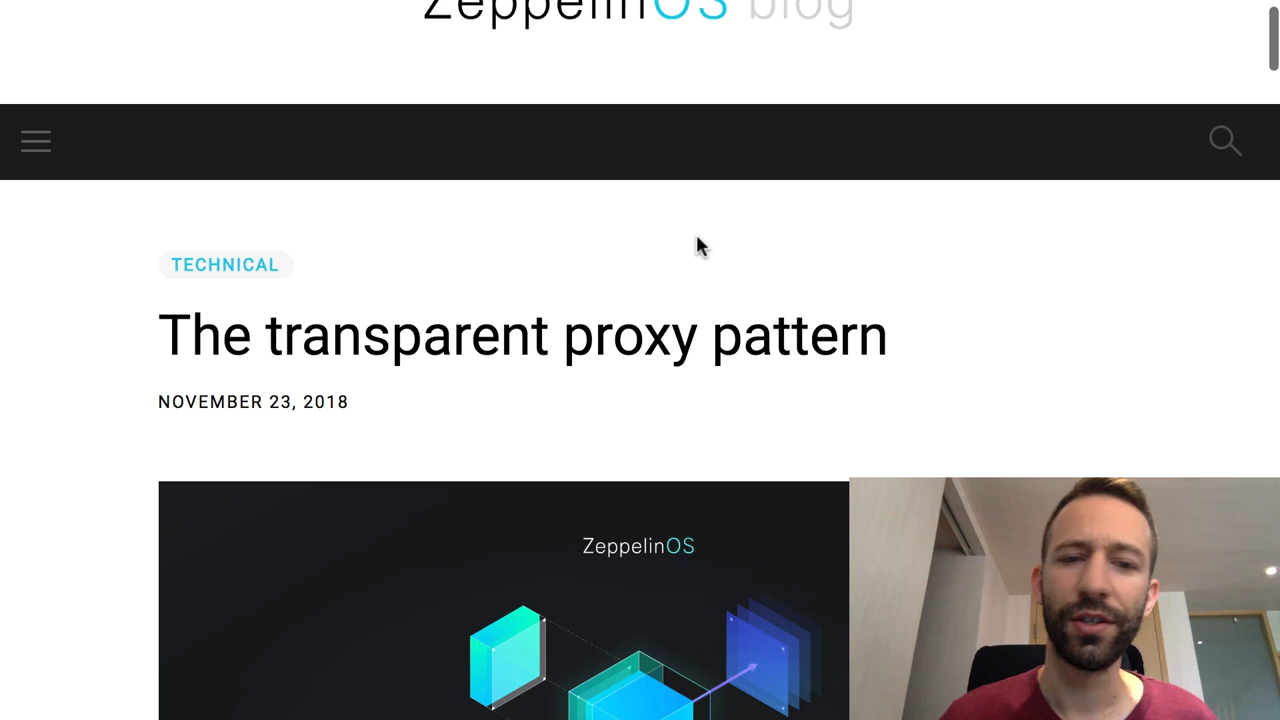 ZeppelinOS blog
TECHNICAL
The transparent proxy pattern
NOVEMBER 23, 2018
ZeppelinOS